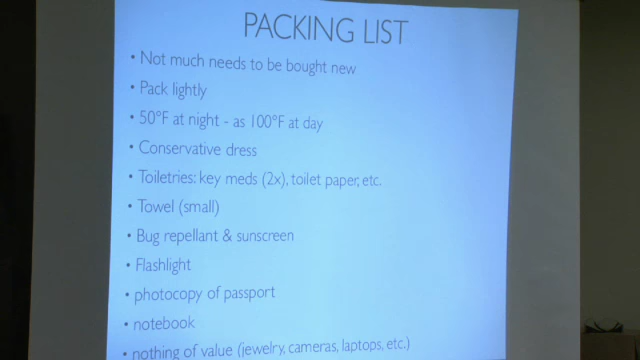 PACKING LIST
• Not much needs to be bought new
• Pack lightly
• 50°F at night - as 100°F at day
• Conservative dress
• Toiletries: key meds (2x), toilet paper, etc.
• Towel (small)
• Bug repellant & sunscreen
• Flashlight
• photocopy of passport
• notebook
• nothing of value (jewelry, cameras, laptops, etc.)